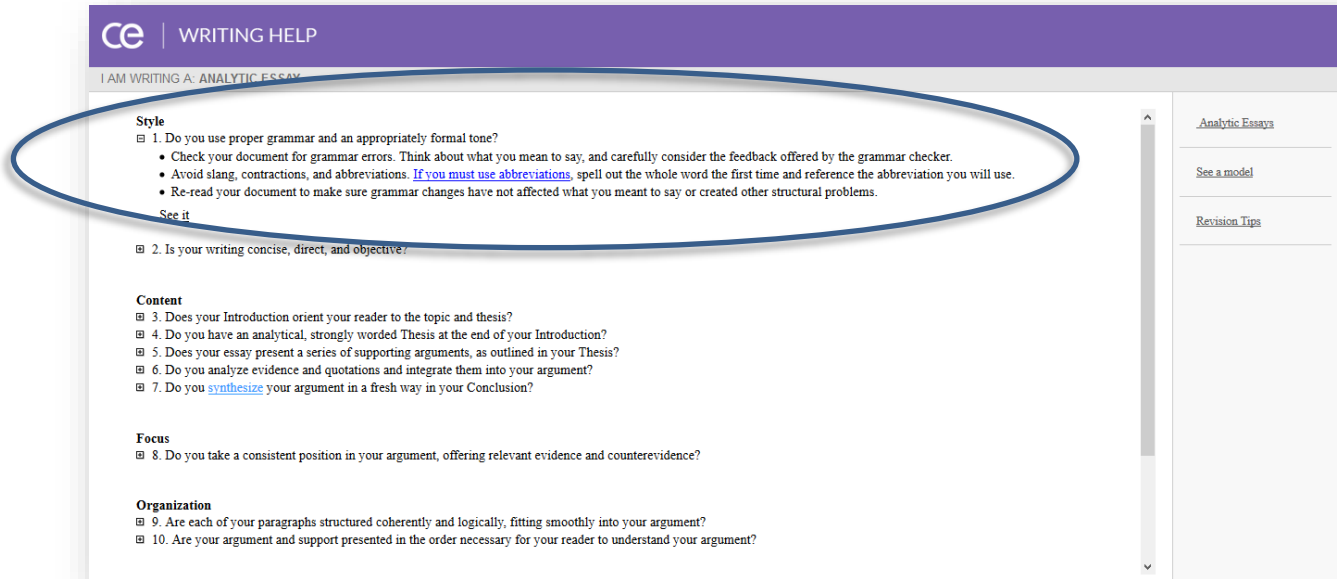 ce | WRITING HELP
I AM WRITING A: ANALYTIC ESSAY
Style
1. Do you use proper grammar and an appropriately formal tone?
• Check your document for grammar errors. Think about what you mean to say, and carefully consider the feedback offered by the grammar checker.
• Avoid slang, contractions, and abbreviations. If you must use abbreviations, spell out the whole word the first time and reference the abbreviation you will use.
• Re-read your document to make sure grammar changes have not affected what you meant to say or created other structural problems.
See it
2. Is your writing concise, direct, and objective?
Content
3. Does your Introduction orient your reader to the topic and thesis?
4. Do you have an analytical, strongly worded Thesis at the end of your Introduction?
5. Does your essay present a series of supporting arguments, as outlined in your Thesis?
6. Do you analyze evidence and quotations and integrate them into your argument?
7. Do you synthesize your argument in a fresh way in your Conclusion?
Focus
8. Do you take a consistent position in your argument, offering relevant evidence and counterevidence?
Organization
9. Are each of your paragraphs structured coherently and logically, fitting smoothly into your argument?
10. Are your argument and support presented in the order necessary for your reader to understand your argument?
Analytic Essays
See a model
Revision Tips